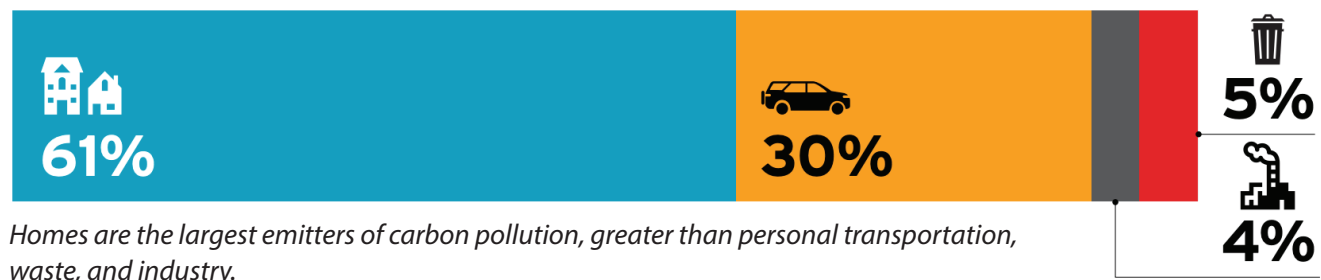 61%
30%
5%
4%
Homes are the largest emitters of carbon pollution, greater than personal transportation,
waste, and industry.